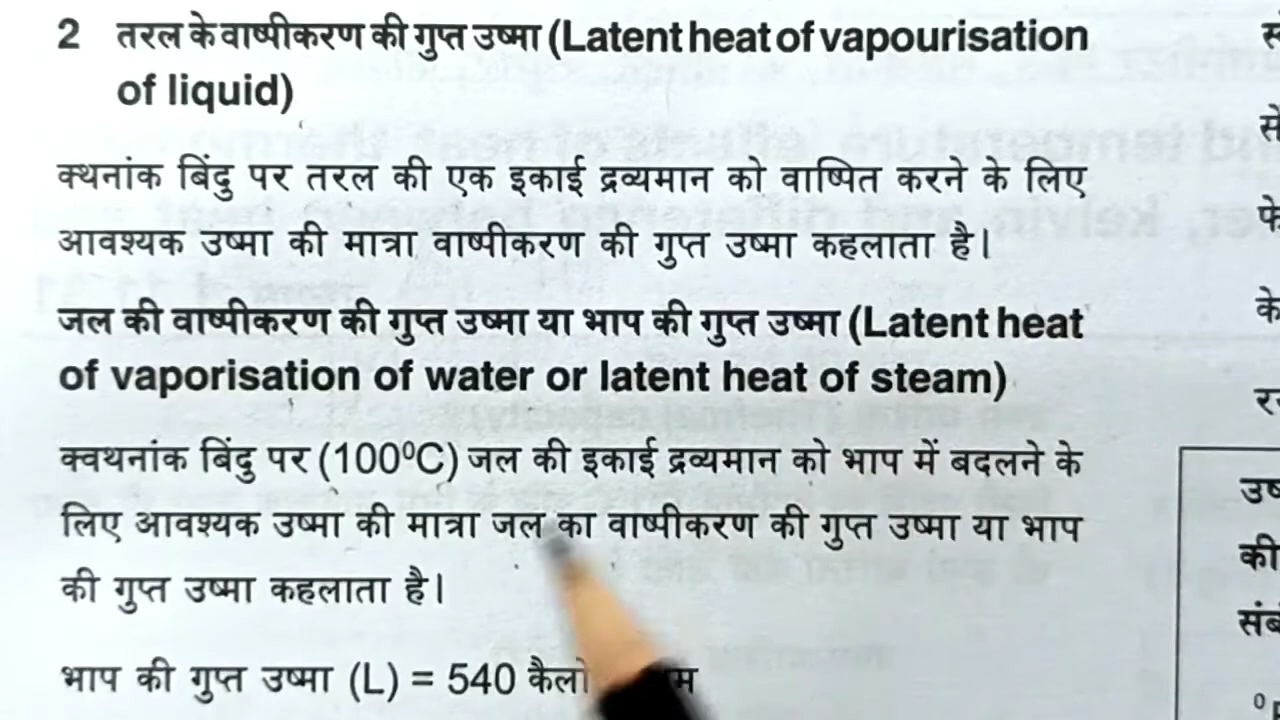 2 तरल के वाष्पीकरण की गुप्त उष्मा (Latent heat of vapourisation
of liquid)
क्थनांक बिंदु पर तरल की एक इकाई द्रव्यमान को वाष्पित करने के लिए
आवश्यक उष्मा की मात्रा वाष्पीकरण की गुप्त उष्मा कहलाता है।
जल की वाष्पीकरण की गुप्त उष्मा या भाप की गुप्त उष्मा (Latent heat
of vaporisation of water or latent heat of steam)
क्वथनांक बिंदु पर (100⁰C) जल की इकाई द्रव्यमान को भाप में बदलने के
लिए आवश्यक उष्मा की मात्रा जल का वाष्पीकरण की गुप्त उष्मा या भाप
की गुप्त उष्मा कहलाता है।
भाप की गुप्त उष्मा (L) = 540
से
के
उष
की